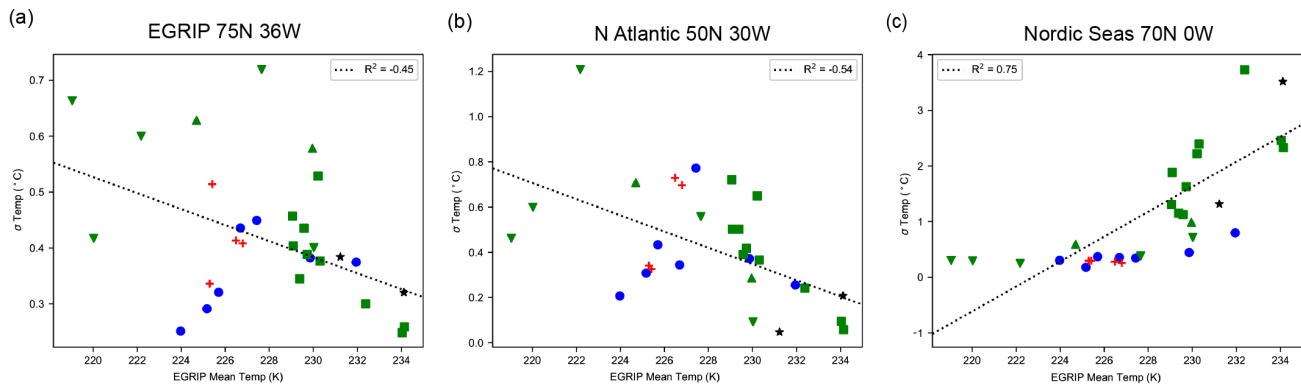 (a)
EGRIP 75N 36W
R² = -0.45
σ Temp (°C)
0.7
0.6
0.5
0.4
0.3
220 222 224 226 228 230 232 234
EGRIP Mean Temp (K)
(b)
N Atlantic 50N 30W
R² = -0.54
σ Temp (°C)
1.2
1.0
0.8
0.6
0.4
0.2
0.0
220 222 224 226 228 230 232 234
EGRIP Mean Temp (K)
(c)
Nordic Seas 70N 0W
R² = 0.75
σ Temp (°C)
4
3
2
1
0
-1
220 222 224 226 228 230 232 234
EGRIP Mean Temp (K)